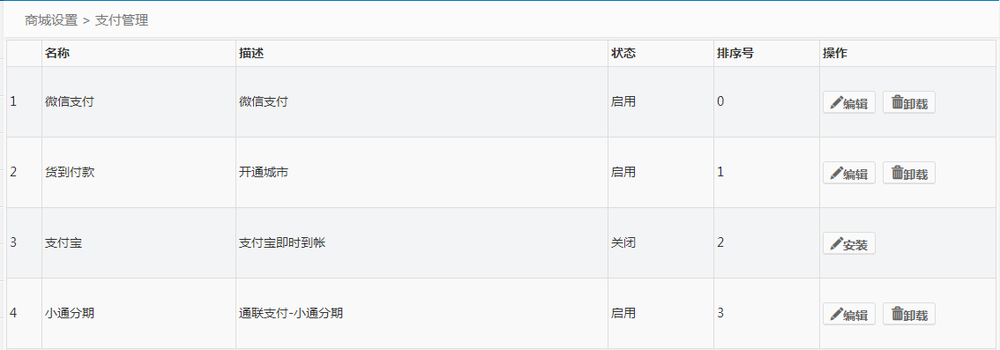 商城设置 > 支付管理
名称 描述 状态 排序号 操作
1 微信支付 微信支付 启用 0 编辑 卸载
2 货到付款 开通城市 启用 1 编辑 卸载
3 支付宝 支付宝即时到帐 关闭 2 安装
4 小通分期 通联支付-小通分期 启用 3 编辑 卸载